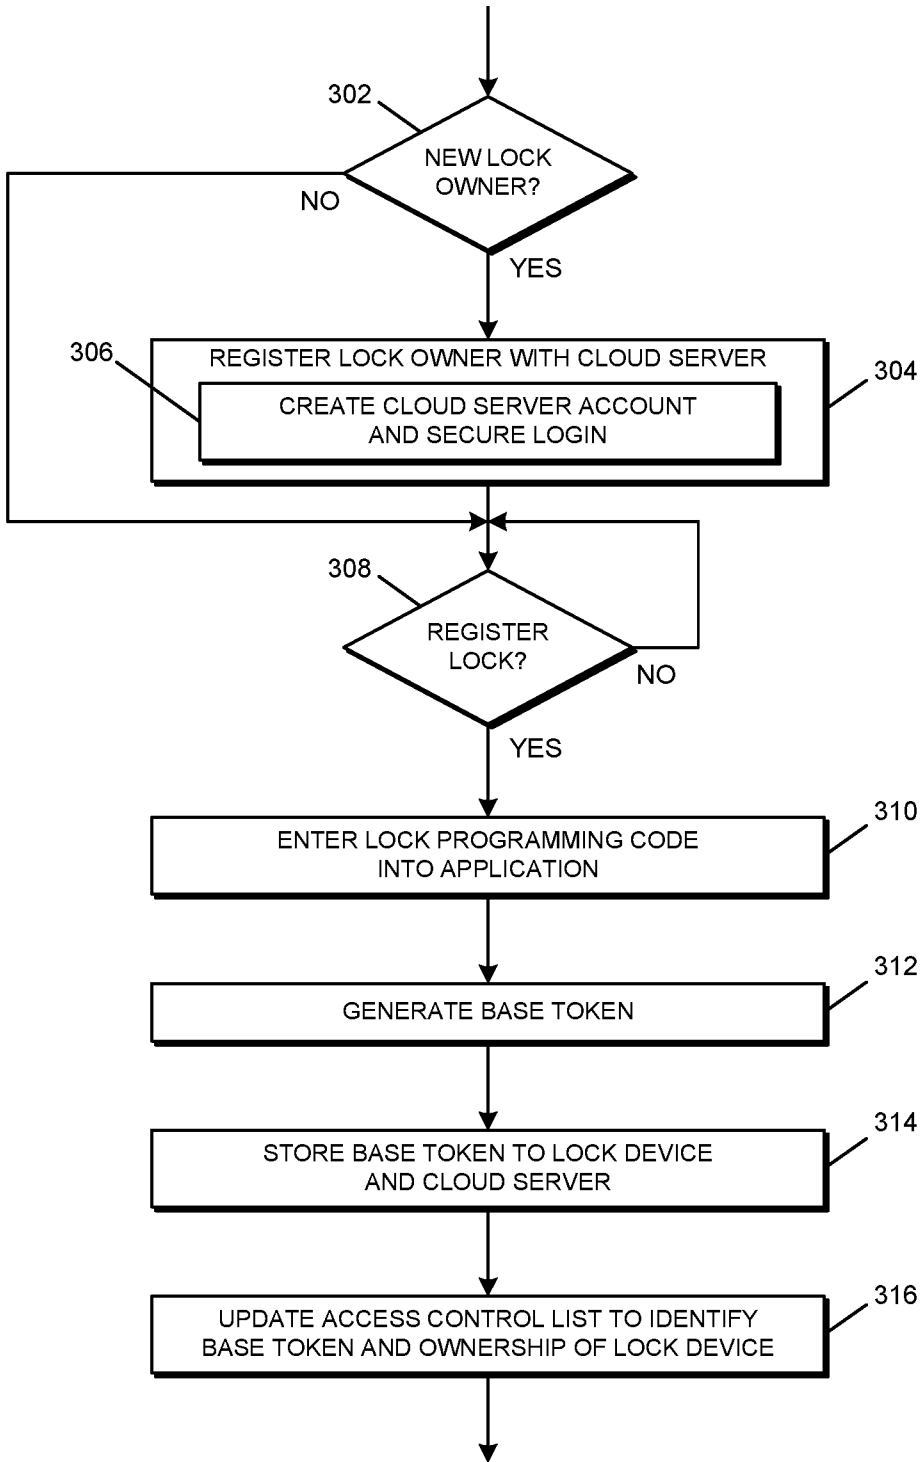 302
NEW LOCK
OWNER?
NO
YES
306
REGISTER LOCK OWNER WITH CLOUD SERVER
304
CREATE CLOUD SERVER ACCOUNT
AND SECURE LOGIN
308
REGISTER
LOCK?
NO
YES
310
ENTER LOCK PROGRAMMING CODE
INTO APPLICATION
312
GENERATE BASE TOKEN
314
STORE BASE TOKEN TO LOCK DEVICE
AND CLOUD SERVER
316
UPDATE ACCESS CONTROL LIST TO IDENTIFY
BASE TOKEN AND OWNERSHIP OF LOCK DEVICE